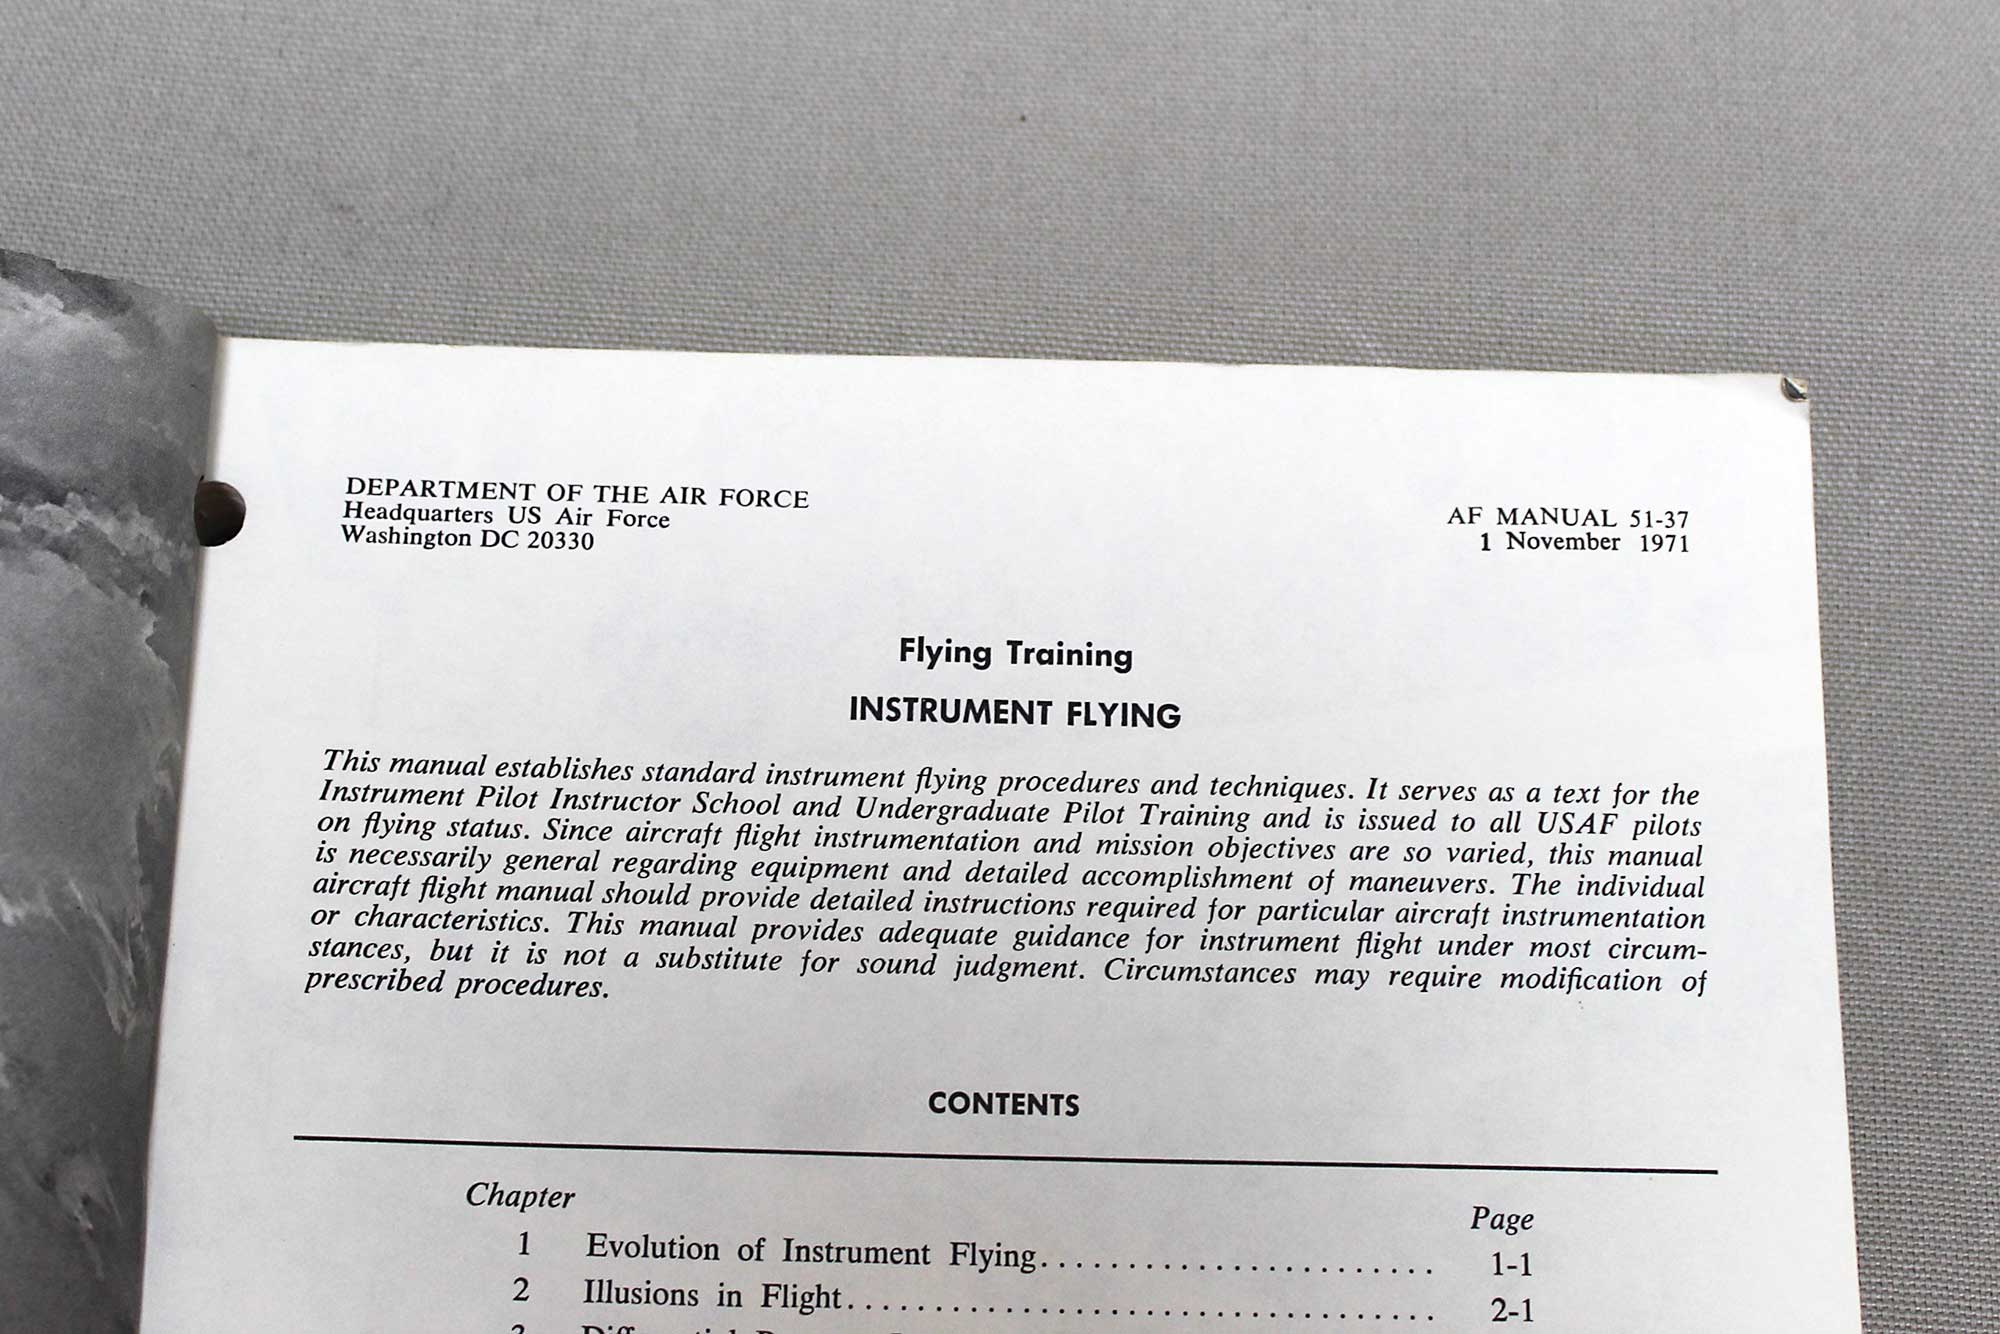 DEPARTMENT OF THE AIR FORCE
Headquarters US Air Force
Washington DC 20330
AF MANUAL 51-37
1 November 1971
Flying Training
INSTRUMENT FLYING
This manual establishes standard instrument flying procedures and techniques. It serves as a text for the
Instrument Pilot Instructor School and Undergraduate Pilot Training and is issued to all USAF pilots
on flying status. Since aircraft flight instrumentation and mission objectives are so varied, this manual
is necessarily general regarding equipment and detailed accomplishment of maneuvers. The individual
aircraft flight manual should provide detailed instructions required for particular aircraft instrumentation
or characteristics. This manual provides adequate guidance for instrument flight under most circum-
stances, but it is not a substitute for sound judgment. Circumstances may require modification of
prescribed procedures.
CONTENTS
Chapter Page
1 Evolution of Instrument Flying........................ 1-1
2 Illusions in Flight.................................... 2-1